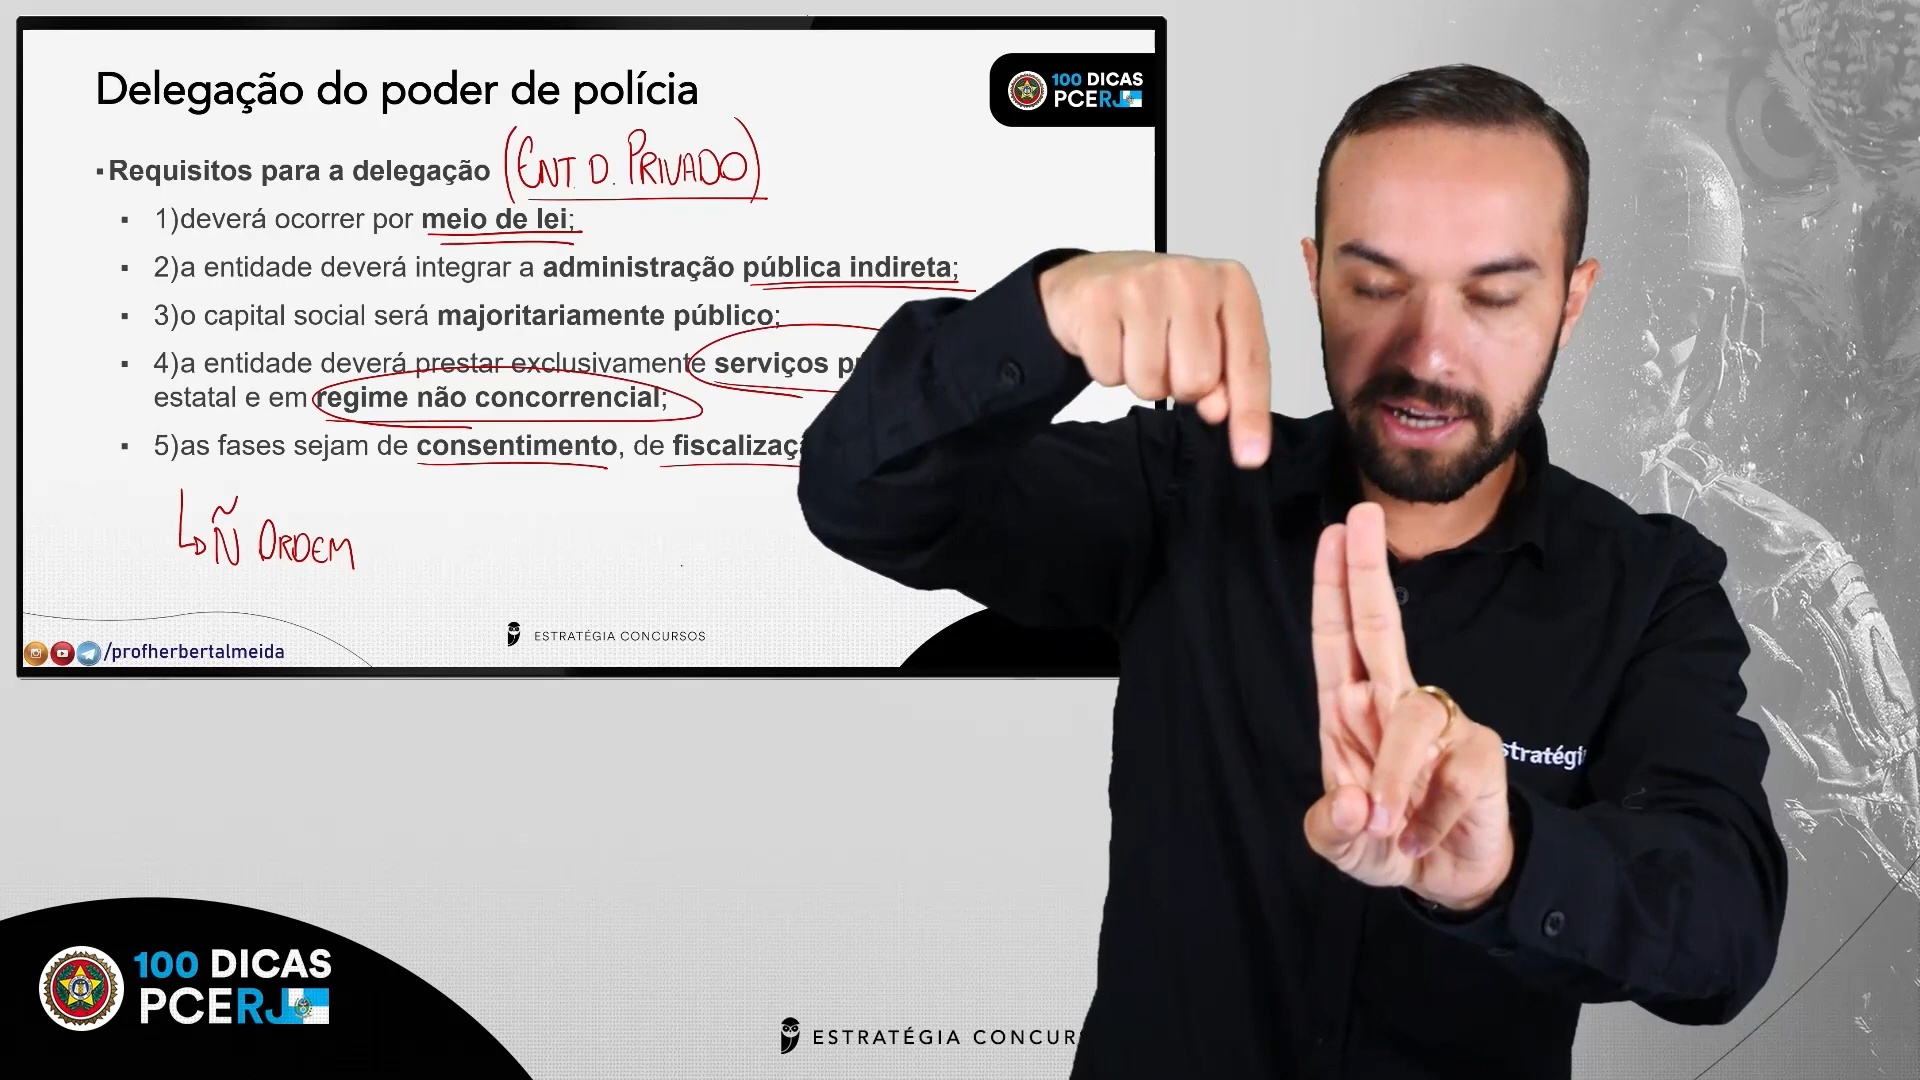 Delegação do poder de polícia
100 DICAS
PCERJ
▪ Requisitos para a delegação (ENT. D. PRIVADO)
▪ 1)deverá ocorrer por meio de lei;
▪ 2)a entidade deverá integrar a administração pública indireta;
▪ 3)o capital social será majoritariamente público;
▪ 4)a entidade deverá prestar exclusivamente serviços
estatal e em regime não concorrencial;
▪ 5)as fases sejam de consentimento, de
Ñ ORDEM
ESTRATÉGIA CONCURSOS
/profherbertalmeida
stratégi
100 DICAS
PCERJ
ESTRATÉGIA CONCUR